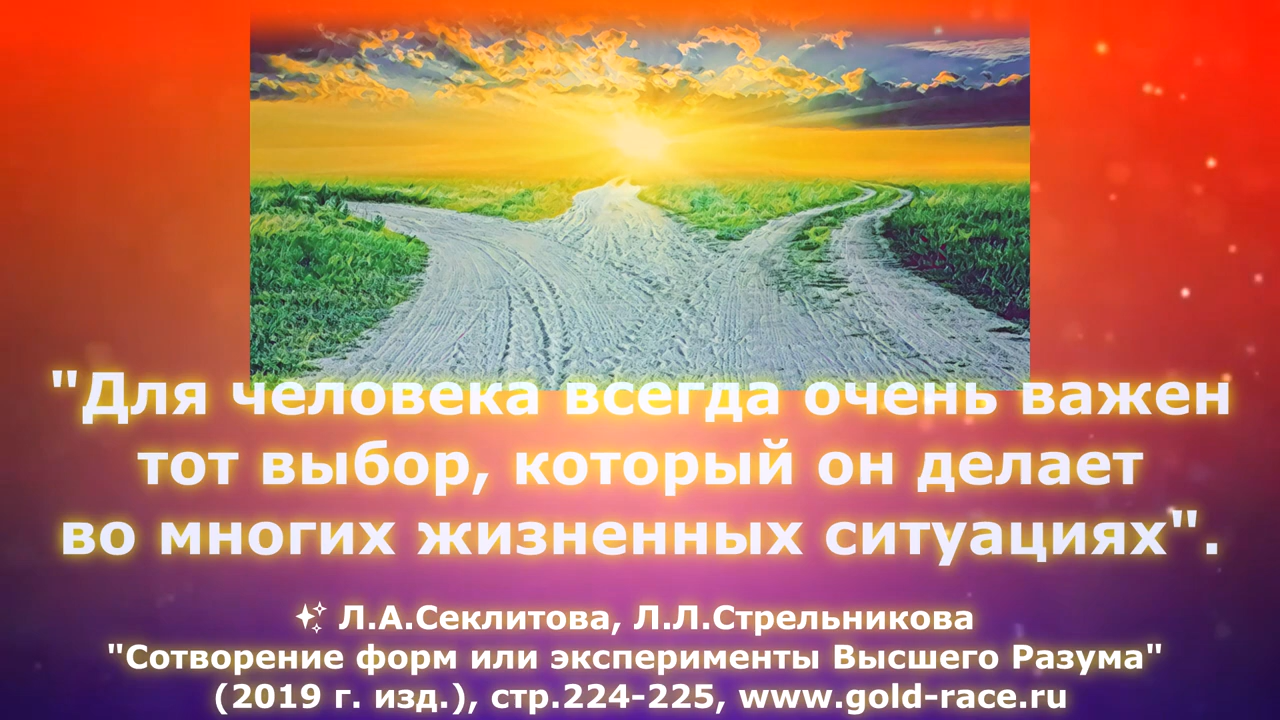 "Для человека всегда очень важен
тот выбор, который он делает
во многих жизненных ситуациях".
✨ Л.А.Секлитова, Л.Л.Стрельникова
"Сотворение форм или эксперименты Высшего Разума"
(2019 г. изд.), стр.224-225, www.gold-race.ru